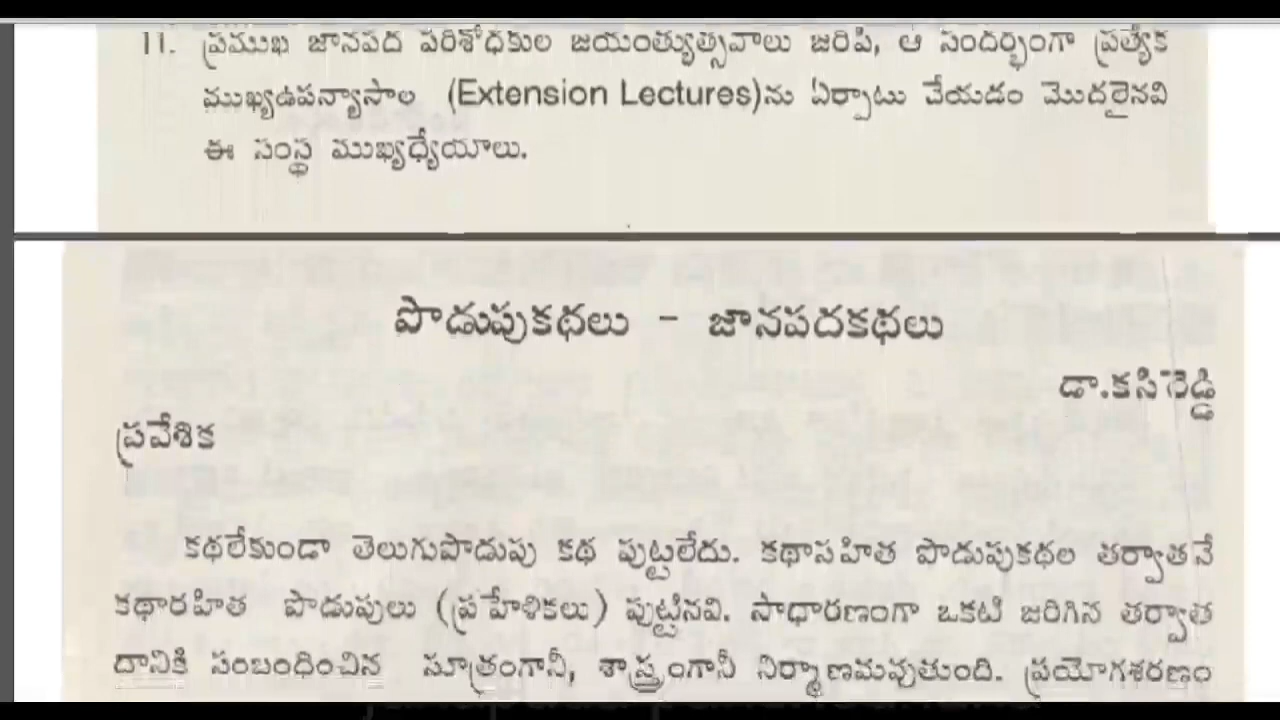 11. ప్రముఖ జానపద పరిశోధకుల జయంత్యుత్సవాలు జరిపి, ఆ సందర్భంగా ప్రత్యేక
ముఖ్యఉపన్యాసాల (Extension Lectures)ను ఏర్పాటు చేయడం మొదలైనవి
ఈ సంస్థ ముఖ్యధ్యేయాలు.
పొడుపుకథలు - జానపదకథలు
డా.కసిరెడ్డి
ప్రవేశిక
కథలేకుండా తెలుగుపొడుపు కథ పుట్టలేదు. కథాసహిత పొడుపుకథల తర్వాతనే
కథారహిత పొడుపులు (ప్రహేళికలు) పుట్టినవి. సాధారణంగా ఒకటి జరిగిన తర్వాత
దానికి సంబంధించిన సూత్రంగానీ, శాస్త్రంగానీ నిర్మాణమవుతుంది. ప్రయోగశరణం